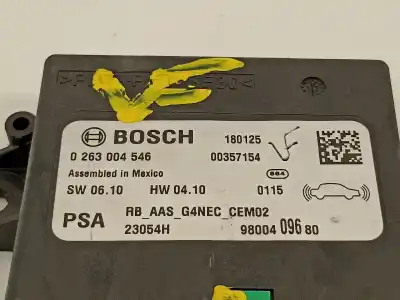 BOSCH
180125
0 263 004 546
00357154
Assembled in Mexico
664
SW 06.10
HW 04.10
0115
PSA
RB_AAS_G4NEC_CEM02
23054H
98004 096 80